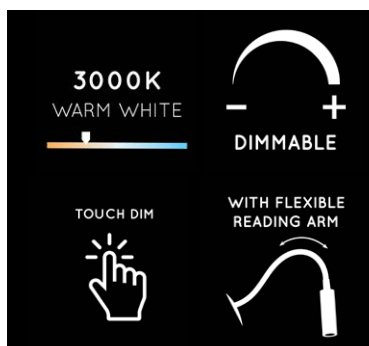 3000K
WARM WHITE
DIMMABLE
TOUCH DIM
WITH FLEXIBLE
READING ARM